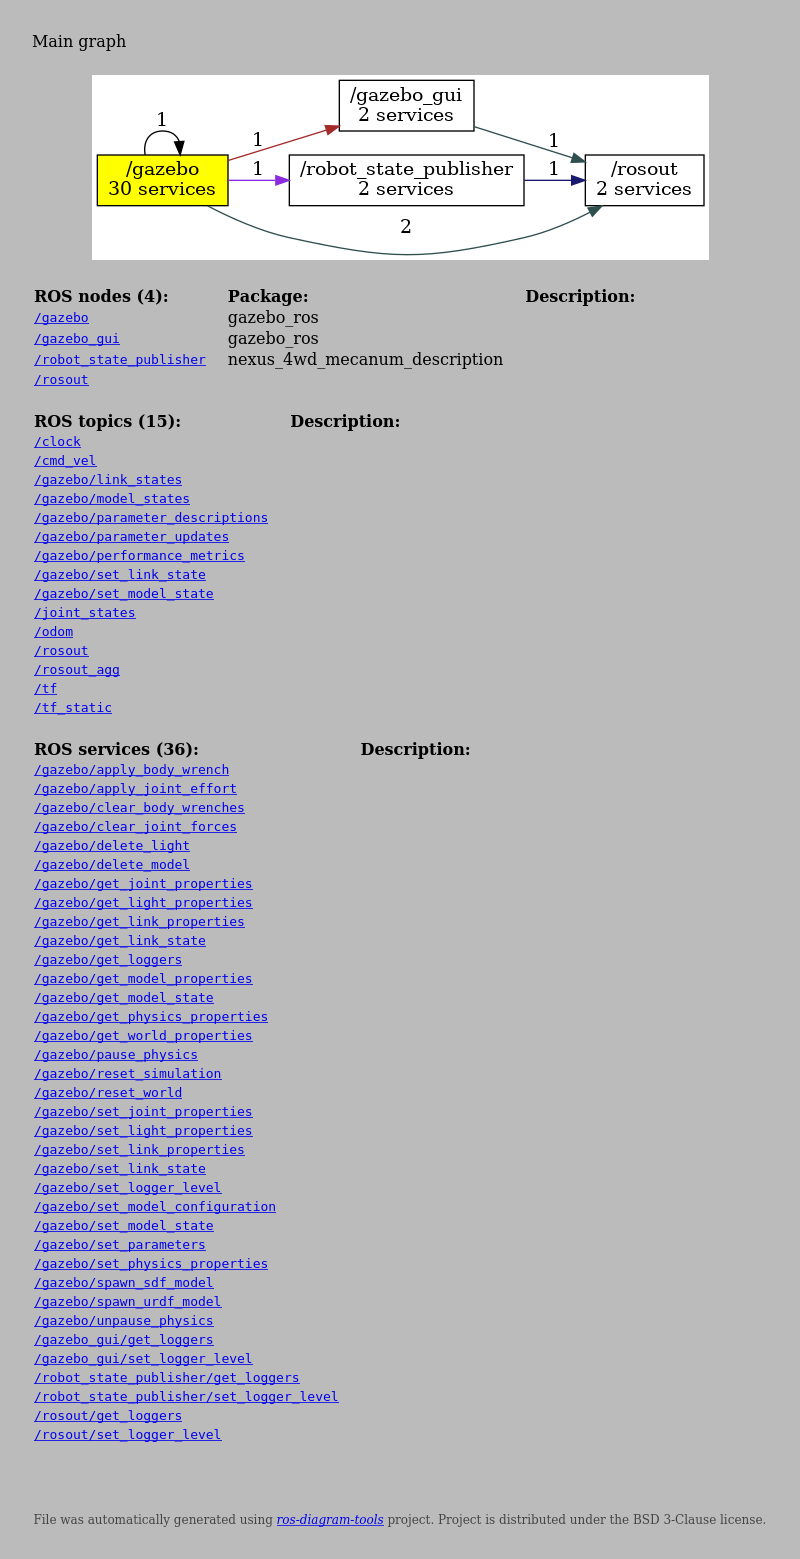 Main graph
/gazebo_gui
2 services
1
1
1
/gazebo
30 services
1
/robot_state_publisher
2 services
1
/rosout
2 services
2
ROS nodes (4): Package: Description:
/gazebo gazebo_ros
/gazebo_gui gazebo_ros
/robot_state_publisher nexus_4wd_mecanum_description
/rosout
ROS topics (15): Description:
/clock
/cmd_vel
/gazebo/link_states
/gazebo/model_states
/gazebo/parameter_descriptions
/gazebo/parameter_updates
/gazebo/performance_metrics
/gazebo/set_link_state
/gazebo/set_model_state
/joint_states
/odom
/rosout
/rosout_agg
/tf
/tf_static
ROS services (36): Description:
/gazebo/apply_body_wrench
/gazebo/apply_joint_effort
/gazebo/clear_body_wrenches
/gazebo/clear_joint_forces
/gazebo/delete_light
/gazebo/delete_model
/gazebo/get_joint_properties
/gazebo/get_light_properties
/gazebo/get_link_properties
/gazebo/get_link_state
/gazebo/get_loggers
/gazebo/get_model_properties
/gazebo/get_model_state
/gazebo/get_physics_properties
/gazebo/get_world_properties
/gazebo/pause_physics
/gazebo/reset_simulation
/gazebo/reset_world
/gazebo/set_joint_properties
/gazebo/set_light_properties
/gazebo/set_link_properties
/gazebo/set_link_state
/gazebo/set_logger_level
/gazebo/set_model_configuration
/gazebo/set_model_state
/gazebo/set_parameters
/gazebo/set_physics_properties
/gazebo/spawn_sdf_model
/gazebo/spawn_urdf_model
/gazebo/unpause_physics
/gazebo_gui/get_loggers
/gazebo_gui/set_logger_level
/robot_state_publisher/get_loggers
/robot_state_publisher/set_logger_level
/rosout/get_loggers
/rosout/set_logger_level
File was automatically generated using ros-diagram-tools project. Project is distributed under the BSD 3-Clause license.